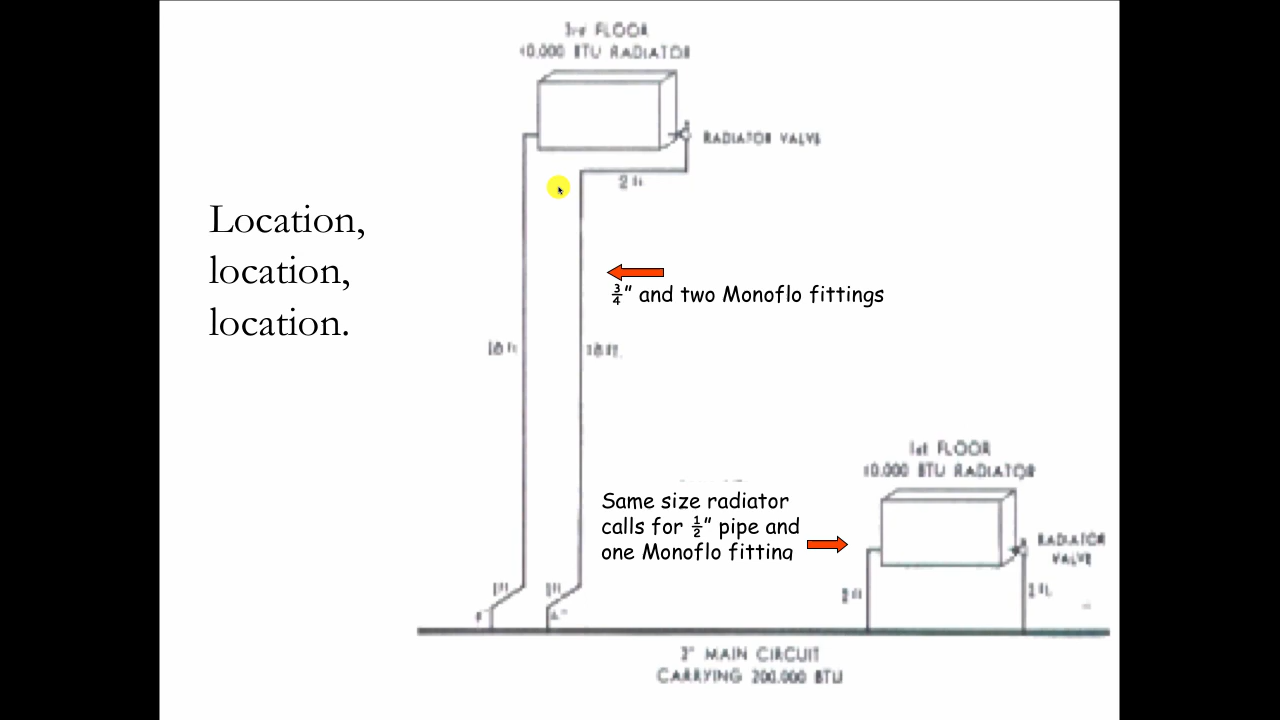 3rd FLOOR
10,000 BTU RADIATOR
RADIATOR VALVE
2 ft
Location,
location,
location.
¾" and two Monoflo fittings
18 ft
18 ft.
1st FLOOR
10,000 BTU RADIATOR
Same size radiator
calls for ½" pipe and
one Monoflo fitting
RADIATOR
VALVE
1 ft
1 ft
2 ft
2" MAIN CIRCUIT
CARRYING 200,000 BTU